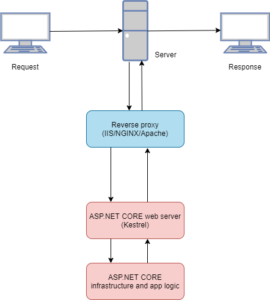 Request
Server
Response
Reverse proxy
(IIS/NGINX/Apache)
ASP.NET CORE web server
(Kestrel)
ASP.NET CORE
infrastructure and app logic